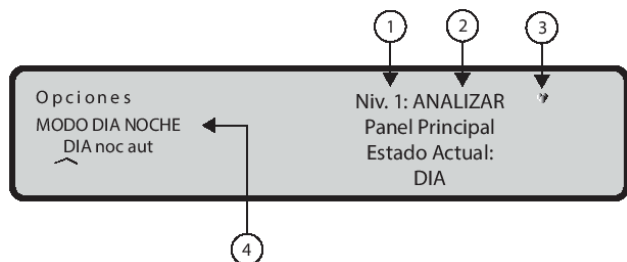 1
2
3
Opciones
MODO DIA NOCHE
DIA noc aut
Niv. 1: ANALIZAR
Panel Principal
Estado Actual:
DIA
4